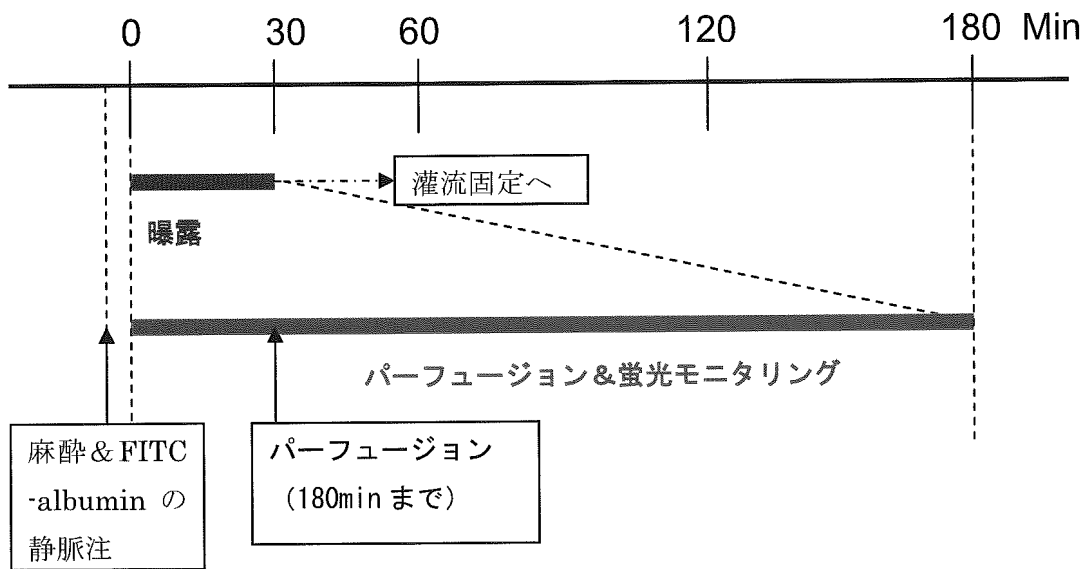 0 30 60 120 180 Min
灌流固定へ
曝露
パーフュージョン＆蛍光モニタリング
麻酔＆FITC
-albumin の
静脈注
パーフュージョン
（180min まで）